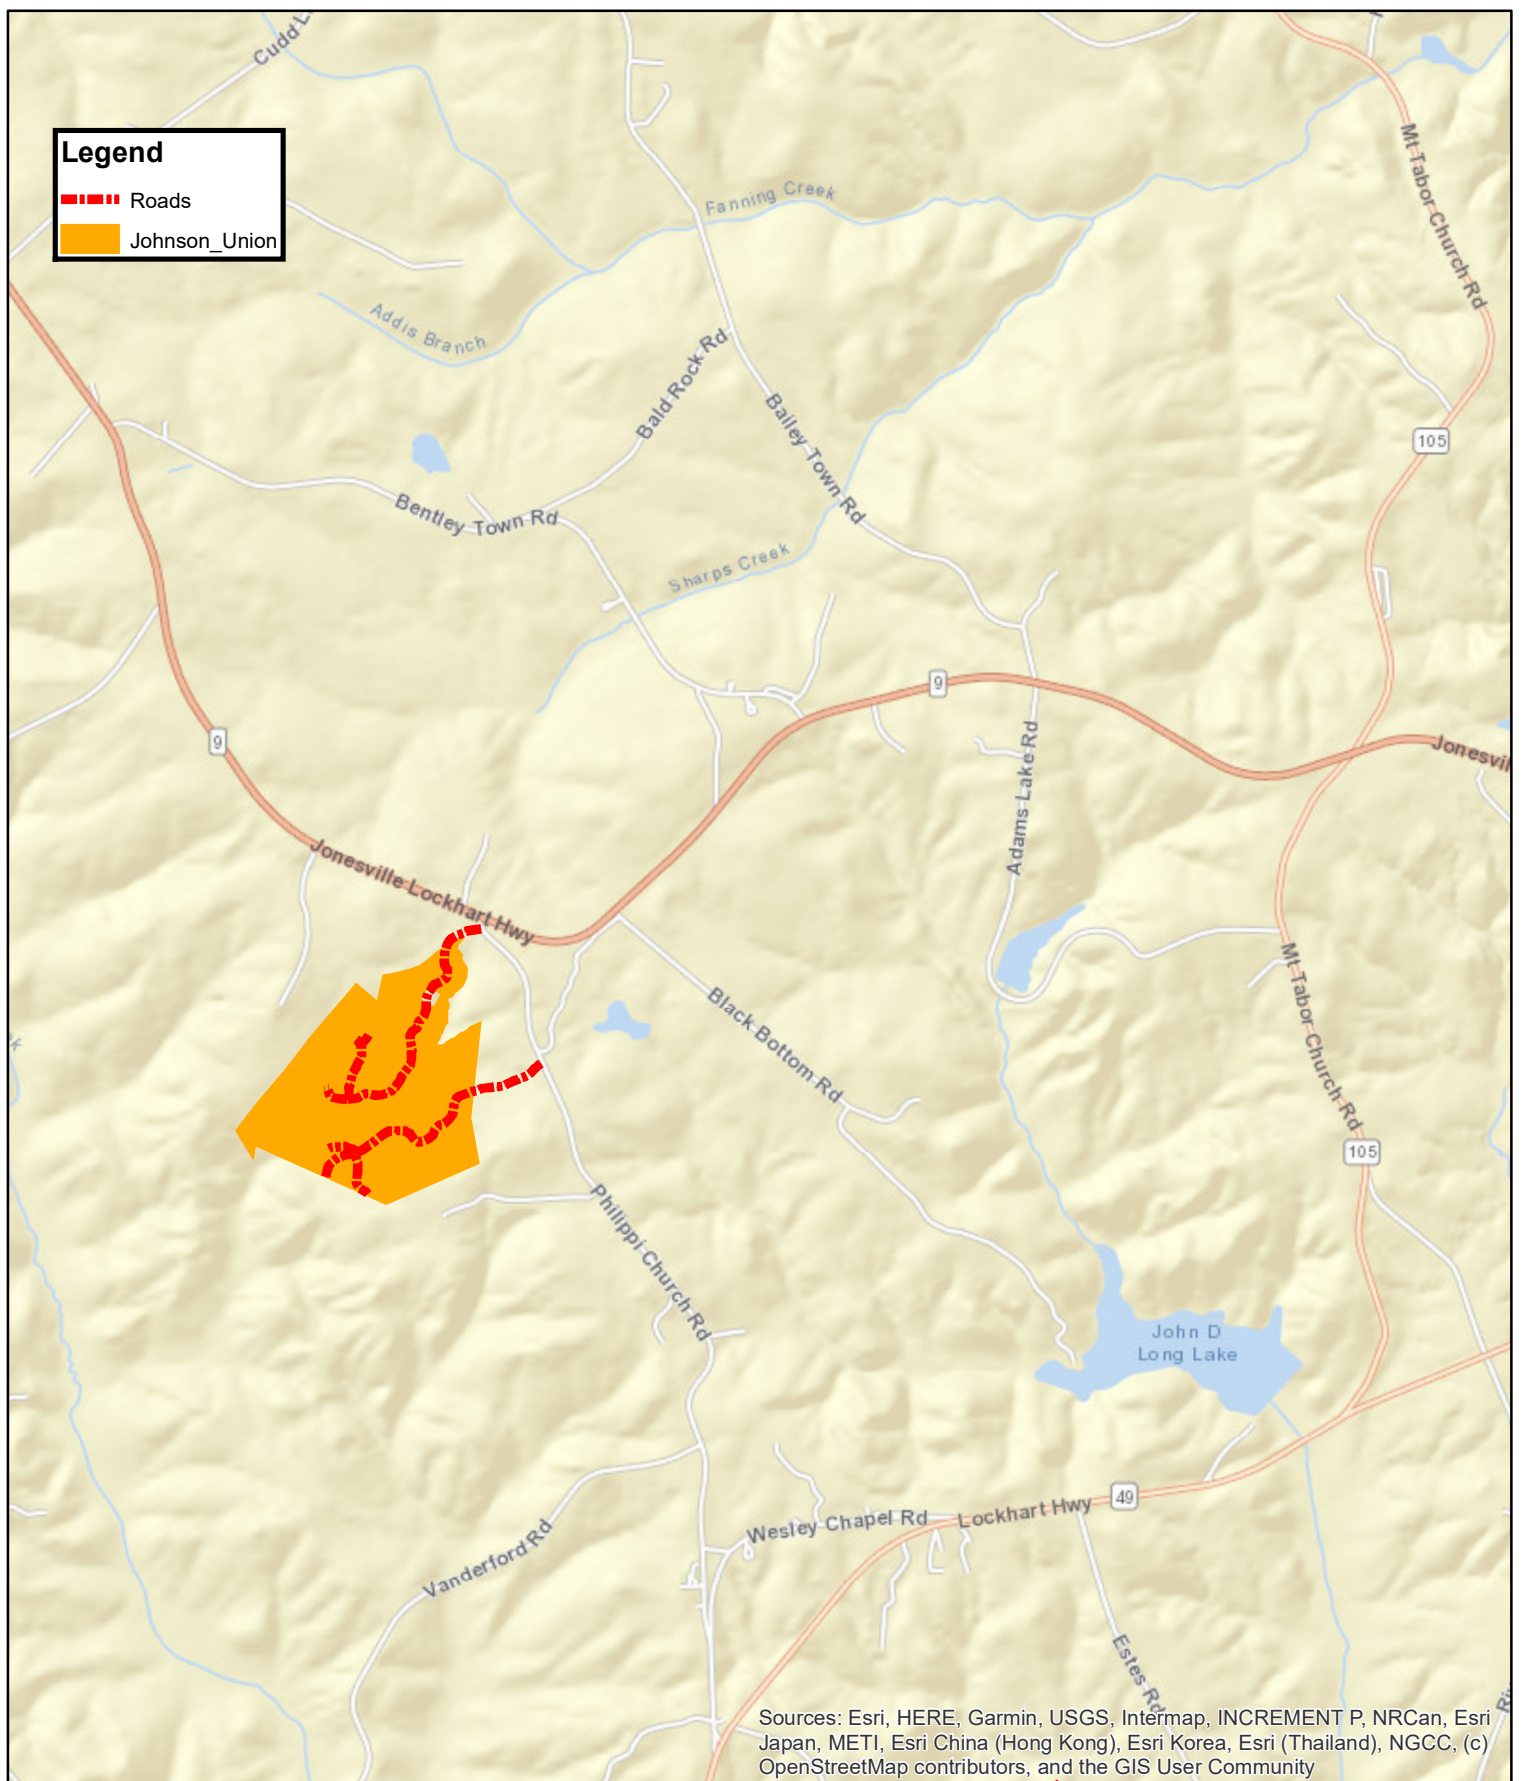 Cudd L
Legend
Roads
Johnson_Union
Mt Tabor Church Rd
Fanning Creek
Addis Branch
Bald Rock Rd
Bailey Town Rd
105
Bentley Town Rd
Sharps Creek
9
9
Jonesvil
Adams Lake Rd
Jonesville Lockhart Hwy
Mt Tabor Church Rd
Black Bottom Rd
105
Philippi Church Rd
John D
Long Lake
49
Lockhart Hwy
Wesley Chapel Rd
Vanderford Rd
Estes Rd
Sources: Esri, HERE, Garmin, USGS, Intermap, INCREMENT P, NRCan, Esri
Japan, METI, Esri China (Hong Kong), Esri Korea, Esri (Thailand), NGCC, (c)
OpenStreetMap contributors, and the GIS User Community